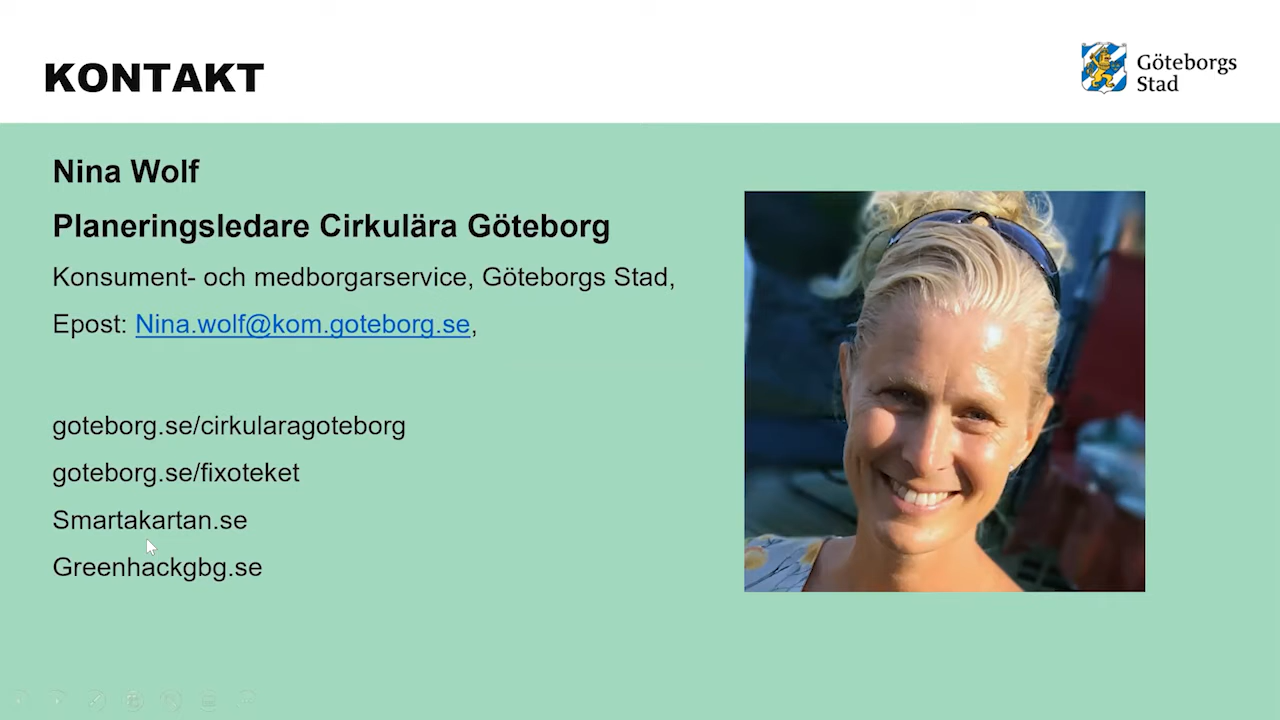 KONTAKT
Göteborgs
Stad
Nina Wolf
Planeringsledare Cirkulära Göteborg
Konsument- och medborgarservice, Göteborgs Stad,
Epost: Nina.wolf@kom.goteborg.se,
goteborg.se/cirkularagoteborg
goteborg.se/fixoteket
Smartakartan.se
Greenhackgbg.se